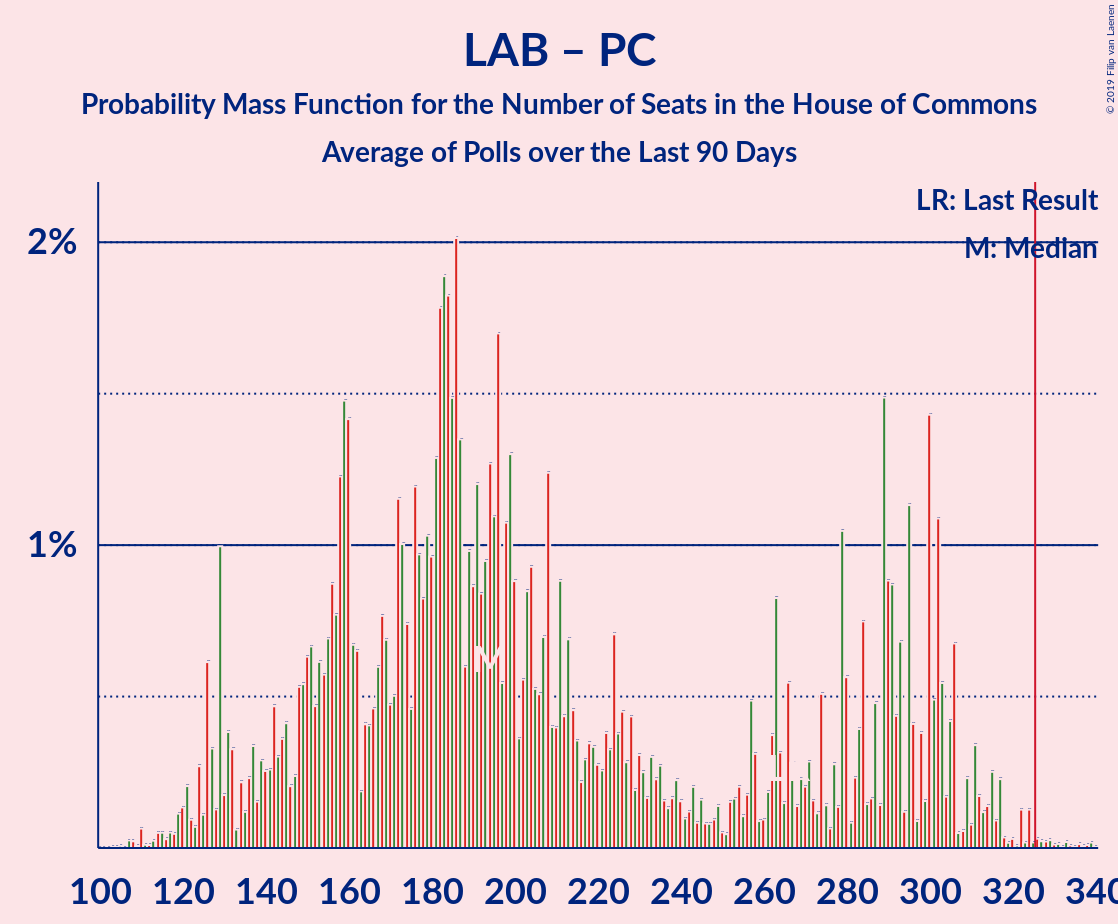 LAB – PC
Probability Mass Function for the Number of Seats in the House of Commons
Average of Polls over the Last 90 Days
© 2019 Filip van Laenen
LR: Last Result
M: Median
2%
1%
M
LR
100 120 140 160 180 200 220 240 260 280 300 320 340